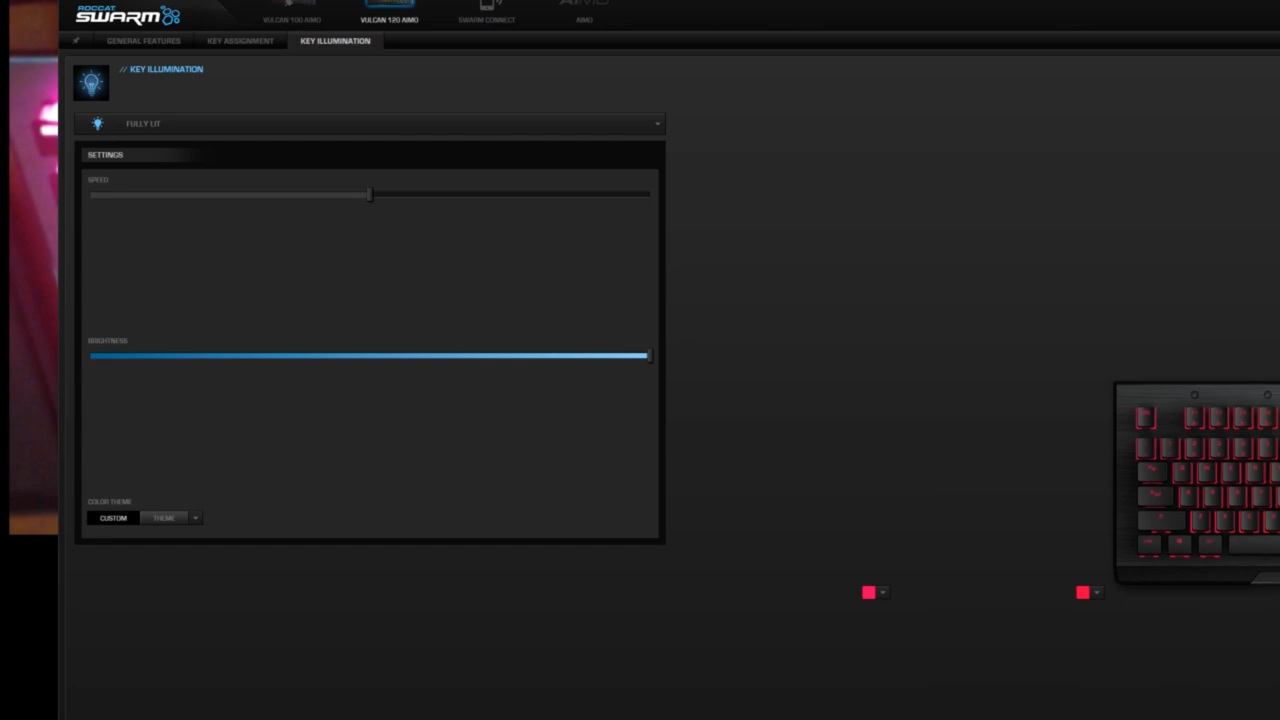 ROCCAT
SWARM
VULCAN 100 AIMO
VULCAN 120 AIMO
SWARM CONNECT
AIMO
GENERAL FEATURES
KEY ASSIGNMENT
KEY ILLUMINATION
// KEY ILLUMINATION
FULLY LIT
SETTINGS
SPEED
BRIGHTNESS
COLOR THEME
CUSTOM
THEME